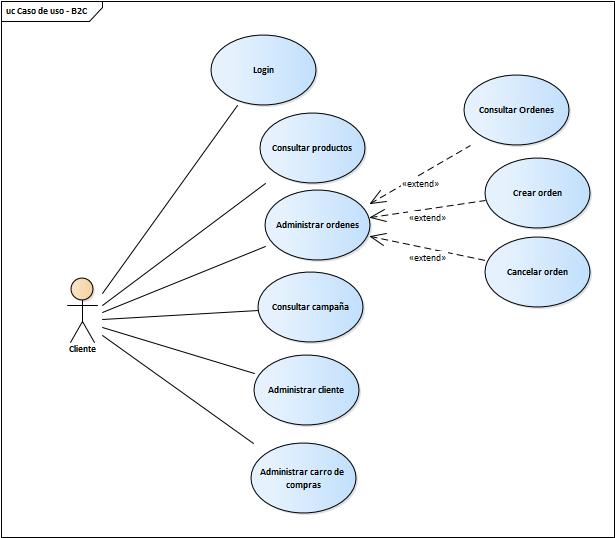 uc Caso de uso - B2C
Login
Consultar productos
Consultar Ordenes
«extend»
Crear orden
Administrar ordenes
«extend»
«extend»
Cancelar orden
Consultar campaña
Cliente
Administrar cliente
Administrar carro de
compras